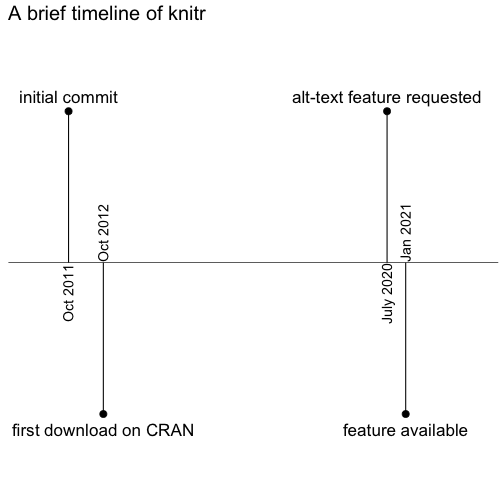 A brief timeline of knitr
initial commit
alt-text feature requested
Oct 2012
Jan 2021
Oct 2011
July 2020
first download on CRAN
feature available